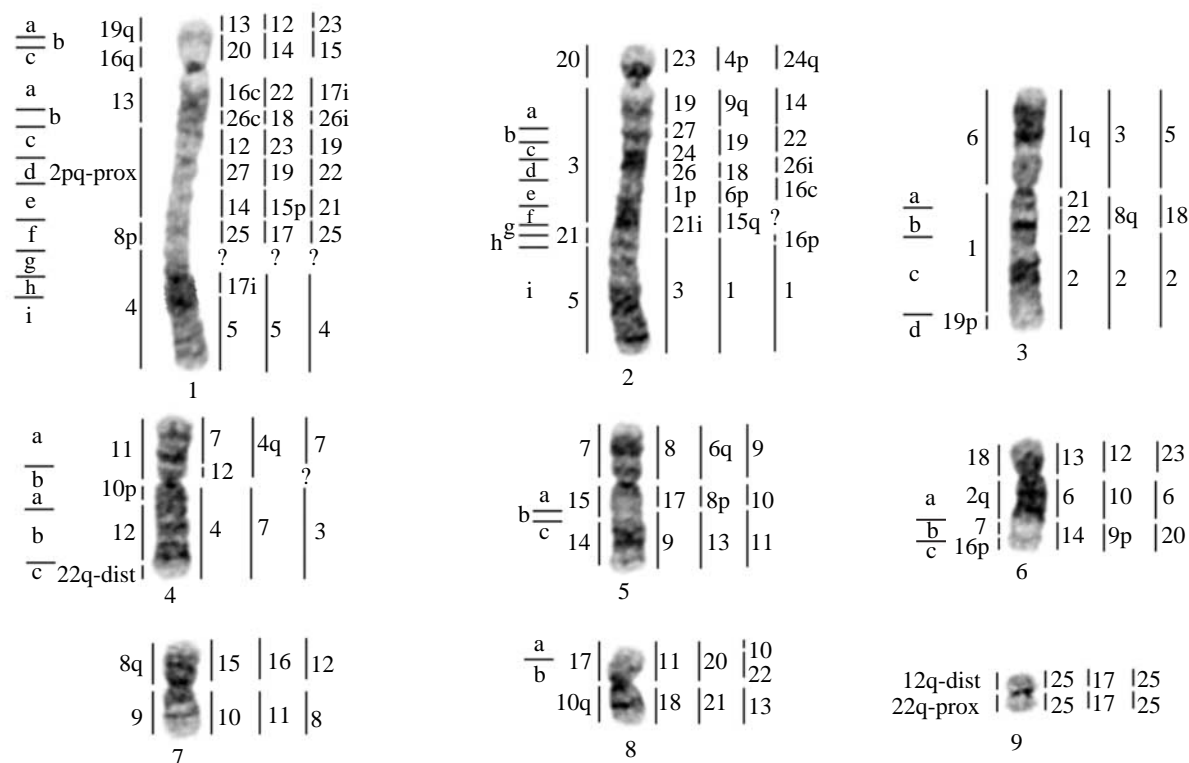 a 19q 13 12 23
b
c 16q 20 14 15
a 13 16c 22 17i
b 26c 18 26i
c 12 23 19
d 2pq-prox 27 19 22
e 14 15p 21
f 8p 25 17 25
g ? ? ?
h 17i
i 4 5 5 4
1
20 23 4p 24q
a 19 9q 14
b 27 19 22
c 24
d 3 26 18 26i
e 1p 6p 16c
f 21i 15q ?
g 21 16p
h
i 5 3 1 1
2
6 1q 3 5
a 21
b 22 8q 18
1
c 2 2 2
d 19p
3
a 11 7 4q 7
b 12 ?
a 10p
b 12 4 7 3
c 22q-dist
4
7 8 6q 9
a 15 17 8p 10
b
c 14 9 13 11
5
18 13 12 23
a 2q 6 10 6
b 7 14 9p 20
c 16p
6
8q 15 16 12
9 10 11 8
7
a 17 11 20 10
b 22
10q 18 21 13
8
12q-dist 25 17 25
22q-prox 25 17 25
9